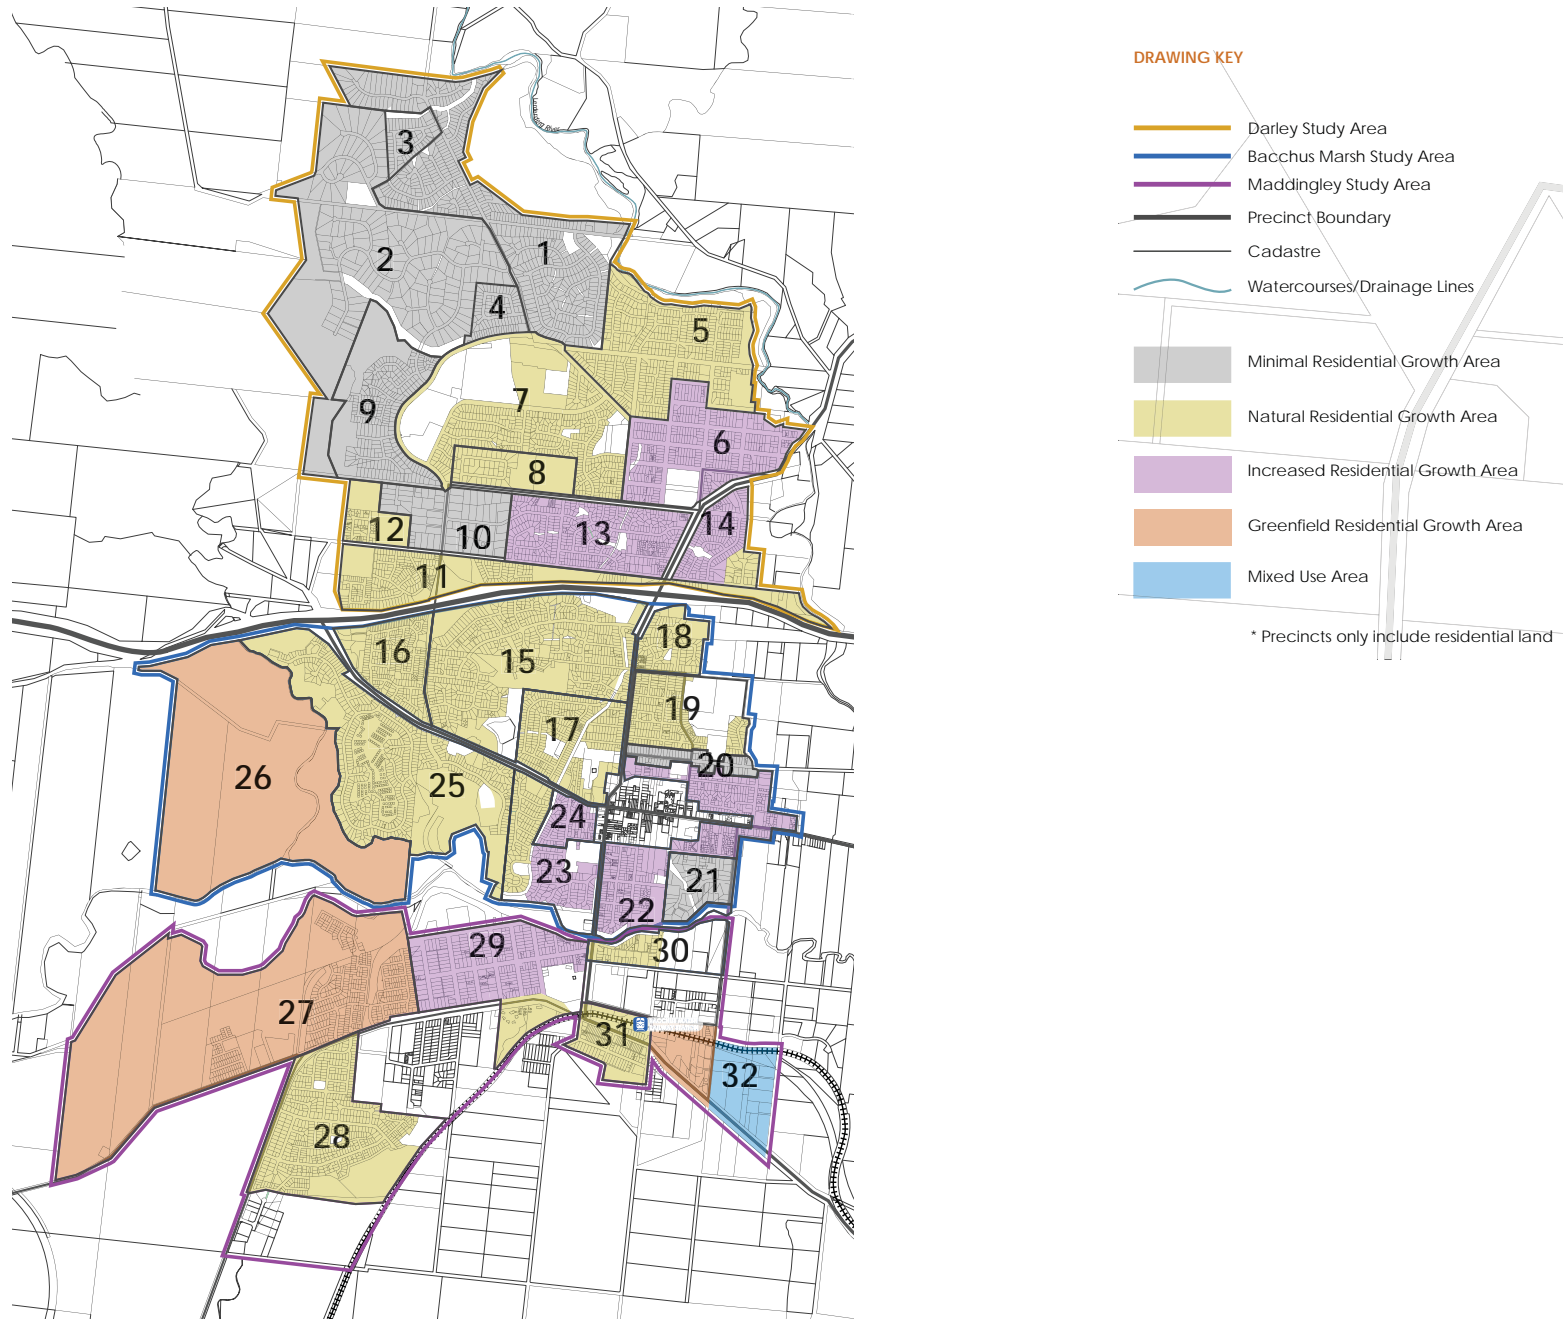 DRAWING KEY
Darley Study Area
Bacchus Marsh Study Area
Maddingley Study Area
Precinct Boundary
Cadastre
Watercourses/Drainage Lines
Minimal Residential Growth Area
Natural Residential Growth Area
Increased Residential Growth Area
Greenfield Residential Growth Area
Mixed Use Area
* Precincts only include residential land
3
2
1
4
5
7
9
6
8
12
10
13
14
11
18
16
15
19
17
20
26
25
24
23
21
22
29
30
27
31
32
28